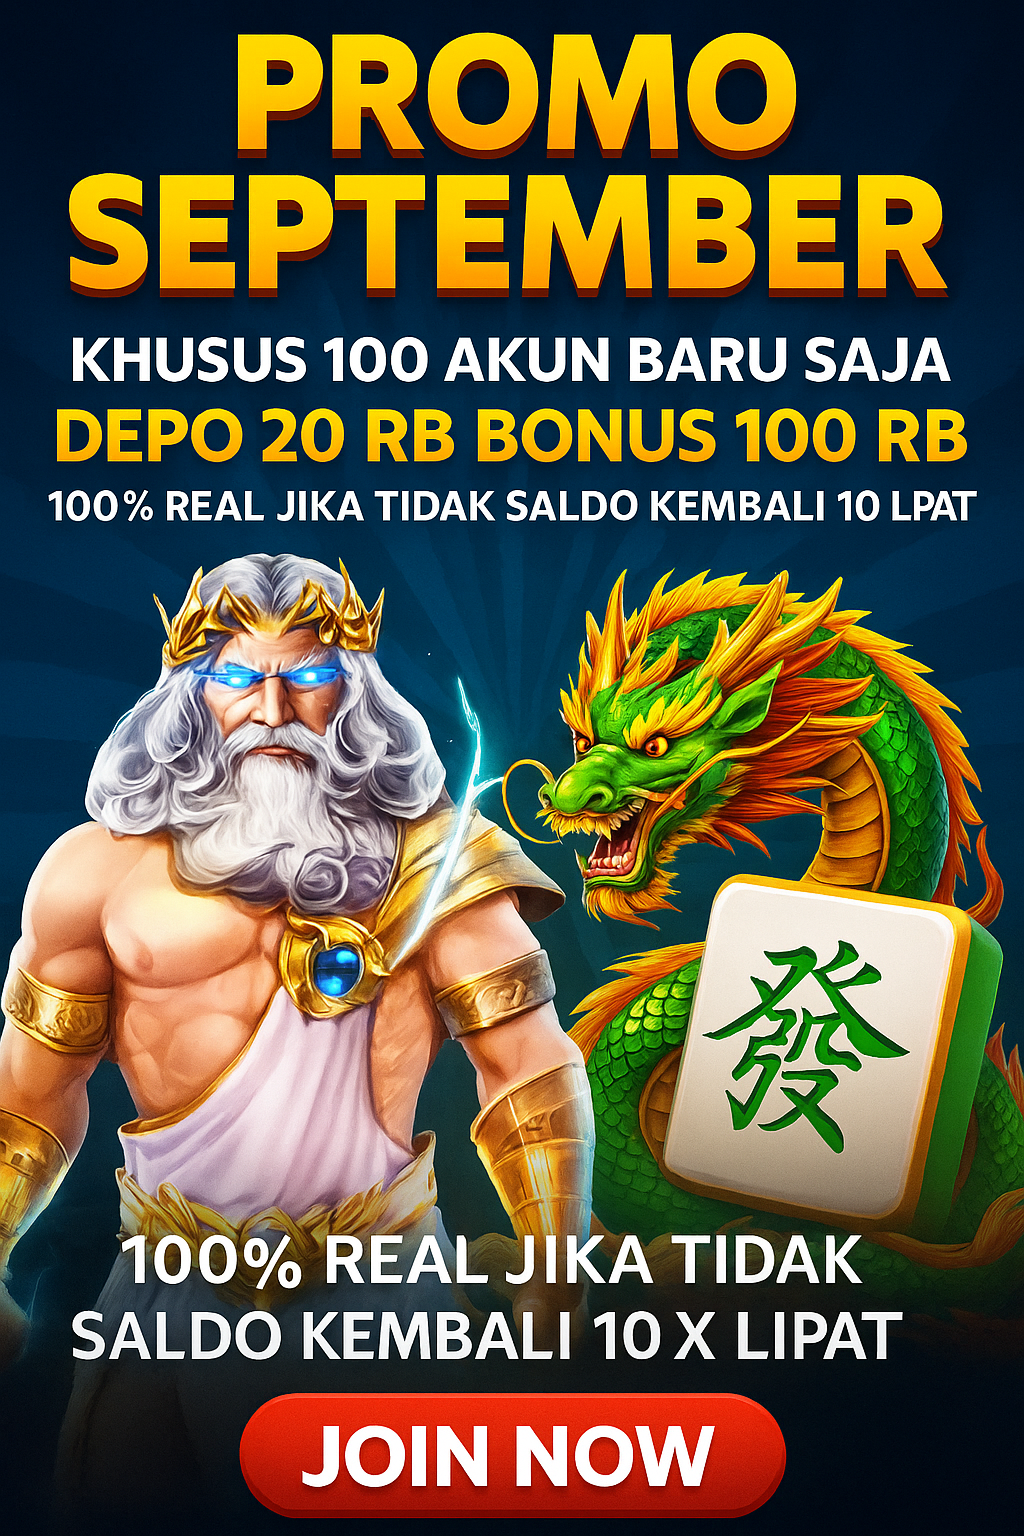 PROMO
SEPTEMBER
KHUSUS 100 AKUN BARU SAJA
DEPO 20 RB BONUS 100 RB
100% REAL JIKA TIDAK SALDO KEMBALI 10 LPAT
發
100% REAL JIKA TIDAK
SALDO KEMBALI 10 X LIPAT
JOIN NOW